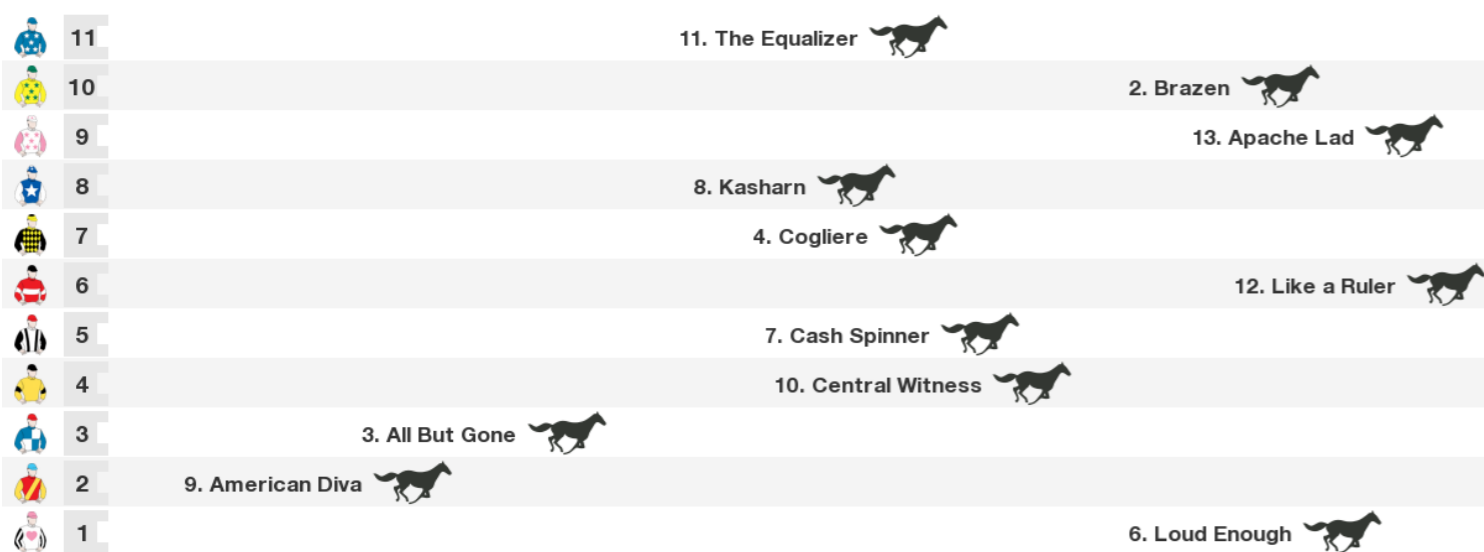 11 11. The Equalizer
10 2. Brazen
9 13. Apache Lad
8 8. Kasharn
7 4. Cogliere
6 12. Like a Ruler
5 7. Cash Spinner
4 10. Central Witness
3 3. All But Gone
2 9. American Diva
1 6. Loud Enough